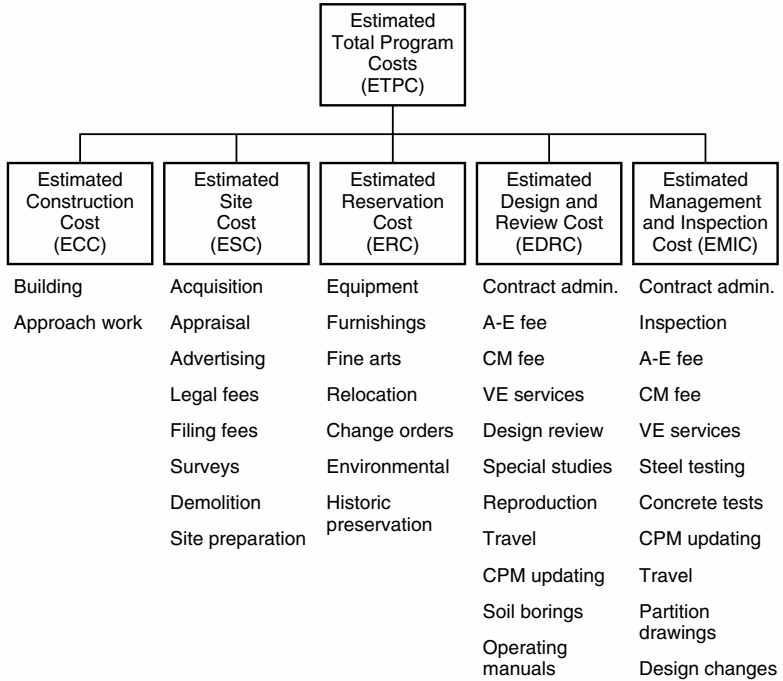 Estimated
Total Program
Costs
(ETPC)
Estimated
Construction
Cost
(ECC)
Building
Approach work
Estimated
Site
Cost
(ESC)
Acquisition
Appraisal
Advertising
Legal fees
Filing fees
Surveys
Demolition
Site preparation
Estimated
Reservation
Cost
(ERC)
Equipment
Furnishings
Fine arts
Relocation
Change orders
Environmental
Historic
preservation
Estimated
Design and
Review Cost
(EDRC)
Contract admin.
A-E fee
CM fee
VE services
Design review
Special studies
Reproduction
Travel
CPM updating
Soil borings
Operating
manuals
Estimated
Management
and Inspection
Cost (EMIC)
Contract admin.
Inspection
A-E fee
CM fee
VE services
Steel testing
Concrete tests
CPM updating
Travel
Partition
drawings
Design changes